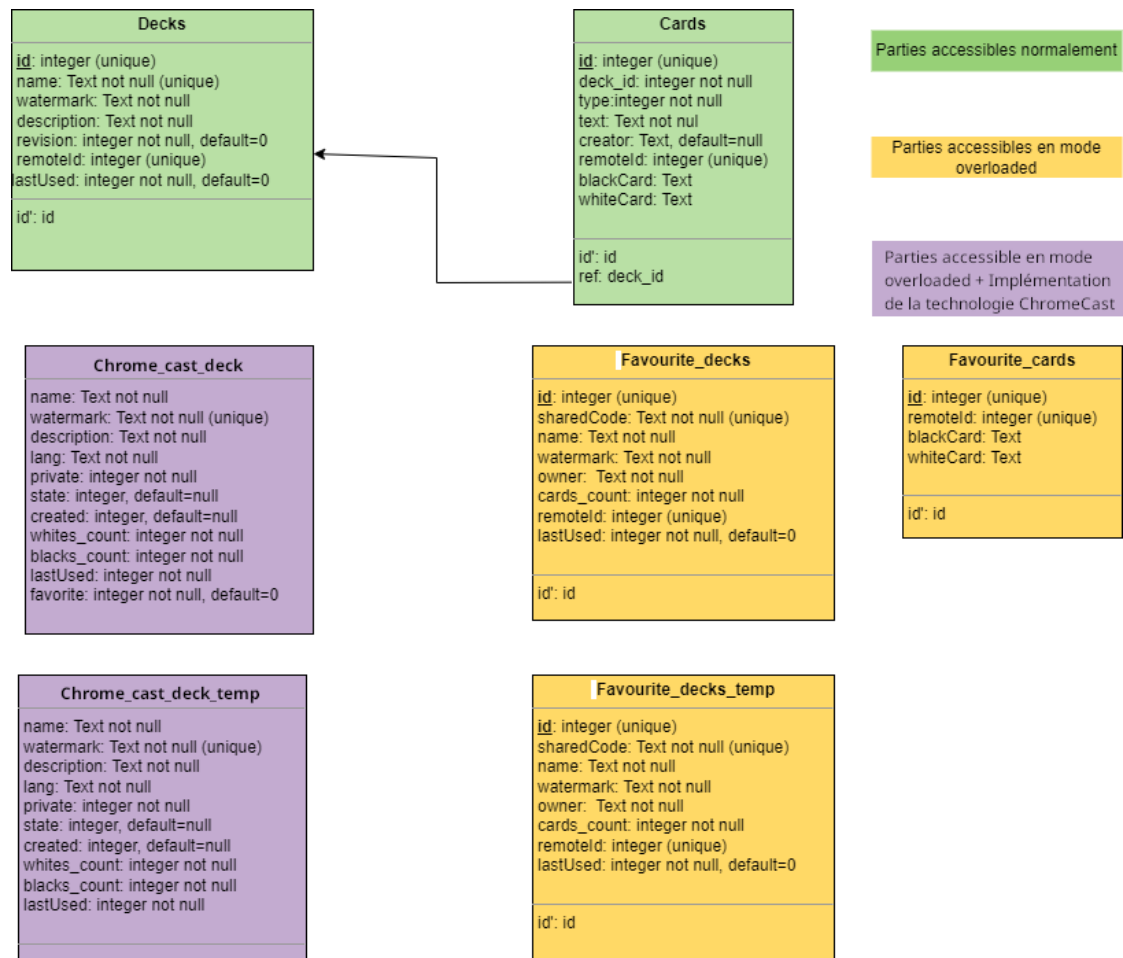 Decks
id: integer (unique)
name: Text not null (unique)
watermark: Text not null
description: Text not null
revision: integer not null, default=0
remoteId: integer (unique)
lastUsed: integer not null, default=0
id': id
Cards
id: integer (unique)
deck_id: integer not null
type:integer not null
text: Text not nul
creator: Text, default=null
remoteId: integer (unique)
blackCard: Text
whiteCard: Text
id': id
ref: deck_id
Parties accessibles normalement
Parties accessibles en mode
overloaded
Parties accessible en mode
overloaded + Implémentation
de la technologie ChromeCast
Chrome_cast_deck
name: Text not null
watermark: Text not null (unique)
description: Text not null
lang: Text not null
private: integer not null
state: integer, default=null
created: integer, default=null
whites_count: integer not null
blacks_count: integer not null
lastUsed: integer not null
favorite: integer not null, default=0
Favourite_decks
id: integer (unique)
sharedCode: Text not null (unique)
name: Text not null
watermark: Text not null
owner:  Text not null
cards_count: integer not null
remoteId: integer (unique)
lastUsed: integer not null, default=0
id': id
Favourite_cards
id: integer (unique)
remoteId: integer (unique)
blackCard: Text
whiteCard: Text
id': id
Chrome_cast_deck_temp
name: Text not null
watermark: Text not null (unique)
description: Text not null
lang: Text not null
private: integer not null
state: integer, default=null
created: integer, default=null
whites_count: integer not null
blacks_count: integer not null
lastUsed: integer not null
Favourite_decks_temp
id: integer (unique)
sharedCode: Text not null (unique)
name: Text not null
watermark: Text not null
owner:  Text not null
cards_count: integer not null
remoteId: integer (unique)
lastUsed: integer not null, default=0
id': id